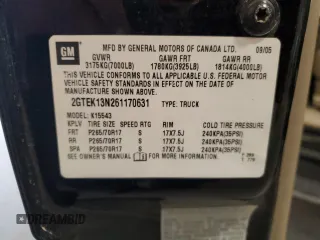 GM
MFD BY GENERAL MOTORS OF CANADA LTD. 09/05
GVWR GAWR FRT GAWR RR
3175KG(7000LB) 1780KG(3925LB) 1814KG(4000LB)
THIS VEHICLE CONFORMS TO ALL APPLICABLE U.S. FEDERAL MOTOR
VEHICLE SAFETY STANDARDS IN EFFECT ON THE DATE OF
MANUFACTURE SHOWN ABOVE.
2GTEK13N261170631 TYPE: TRUCK
MODEL: K15543
KPLV TIRE SIZE SPEED RTG RIM COLD TIRE PRESSURE
FRT P265/70R17 S 17X7.5J 240KPA(35PSI)
RR P265/70R17 S 17X7.5J 240KPA(35PSI)
SPA P265/70R17 S 17X7.5J 240KPA(35PSI)
SEE OWNER'S MANUAL FOR MORE INFORMATION.
DREAMBID